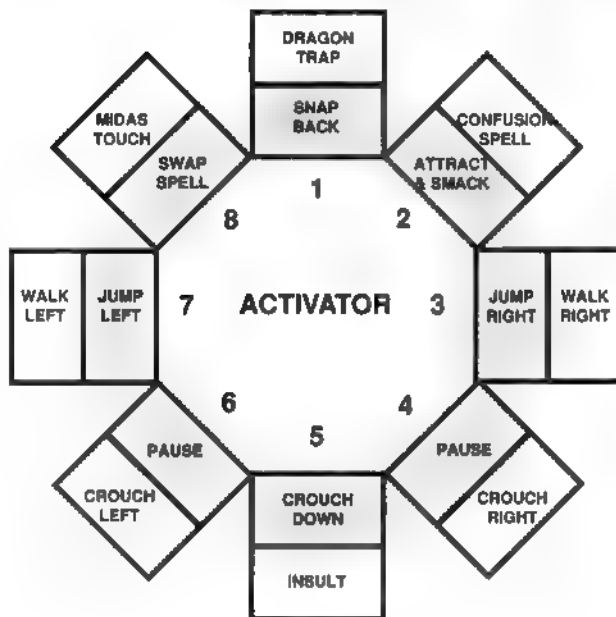 DRAGON
TRAP
SNAP
BACK
MIDAS
TOUCH
SWAP
SPELL
CONFUSION
SPELL
ATTRACT
& SMACK
1
8
2
WALK
LEFT
JUMP
LEFT
7
ACTIVATOR
3
JUMP
RIGHT
WALK
RIGHT
6
4
5
PAUSE
CROUCH
LEFT
PAUSE
CROUCH
RIGHT
CROUCH
DOWN
INSULT